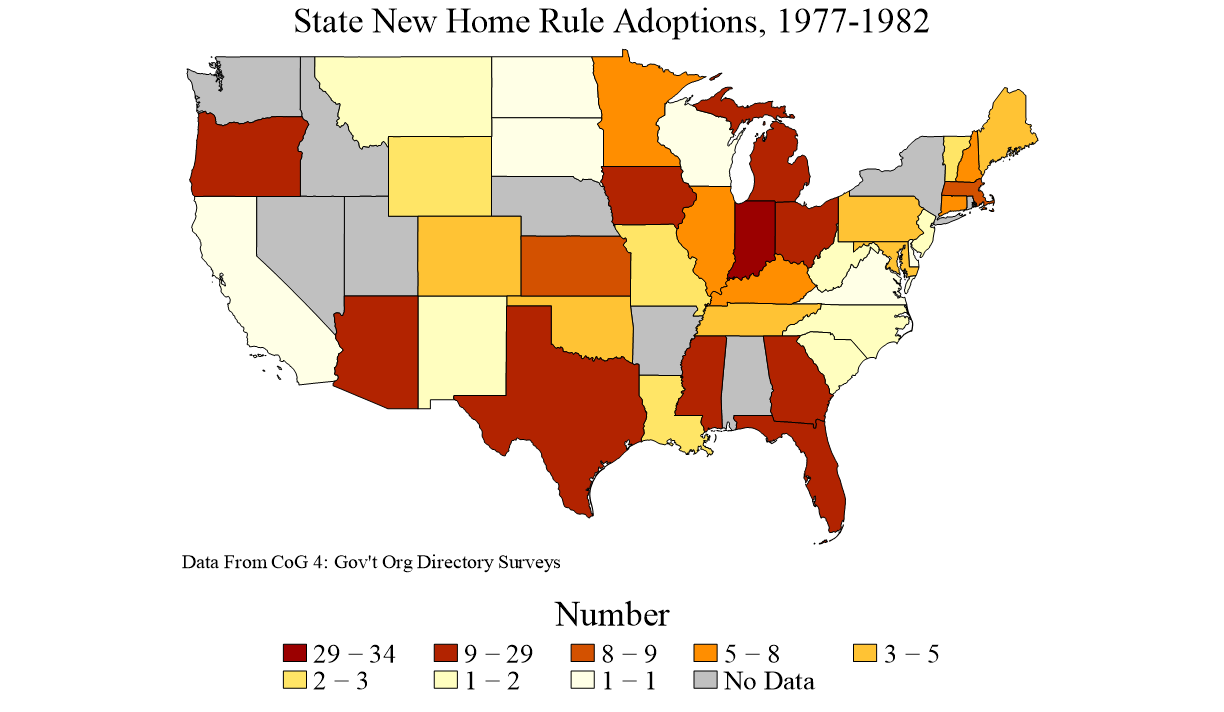 State New Home Rule Adoptions, 1977-1982
Data From CoG 4: Gov't Org Directory Surveys
Number
29 − 34 9 − 29 8 − 9 5 − 8 3 − 5
2 − 3 1 − 2 1 − 1 No Data